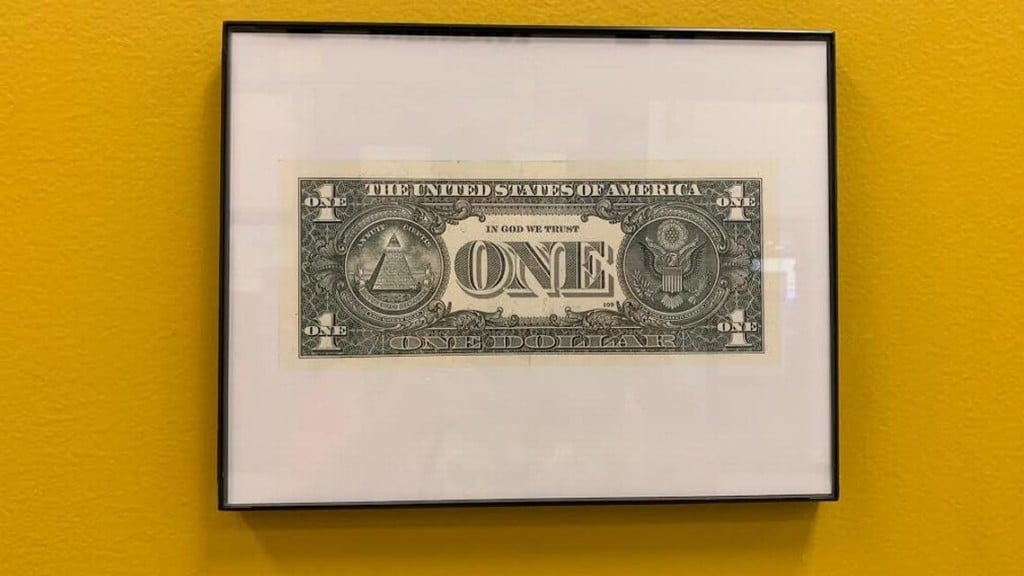 1 THE UNITED STATES OF AMERICA 1
ONE ONE
IN GOD WE TRUST
ONE
ONE ONE
1 1
ONE DOLLAR